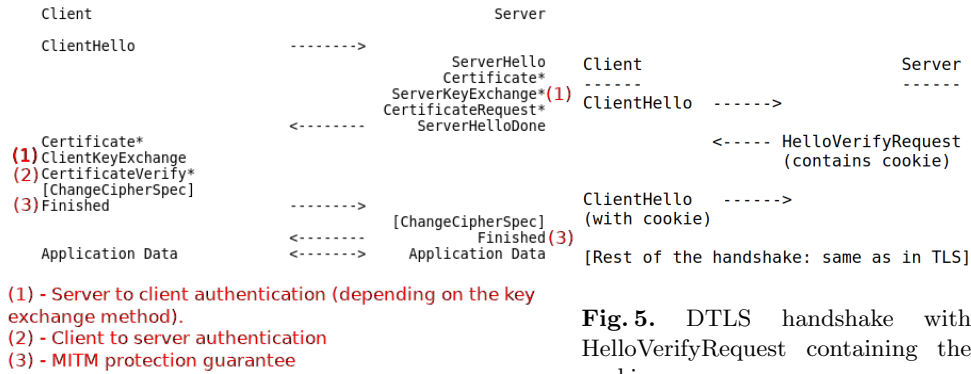 Client Server
ClientHello -------->
ServerHello
Certificate*
ServerKeyExchange* (1)
CertificateRequest*
<-------- ServerHelloDone
Certificate*
(1) ClientKeyExchange
(2) CertificateVerify*
[ChangeCipherSpec]
(3) Finished -------->
[ChangeCipherSpec]
<-------- Finished (3)
Application Data <-------> Application Data
(1) - Server to client authentication (depending on the key
exchange method).
(2) - Client to server authentication
(3) - MITM protection guarantee
Client Server
------ ------
ClientHello ------>
<----- HelloVerifyRequest
(contains cookie)
ClientHello ------>
(with cookie)
[Rest of the handshake: same as in TLS]
Fig. 5. DTLS handshake with
HelloVerifyRequest containing the